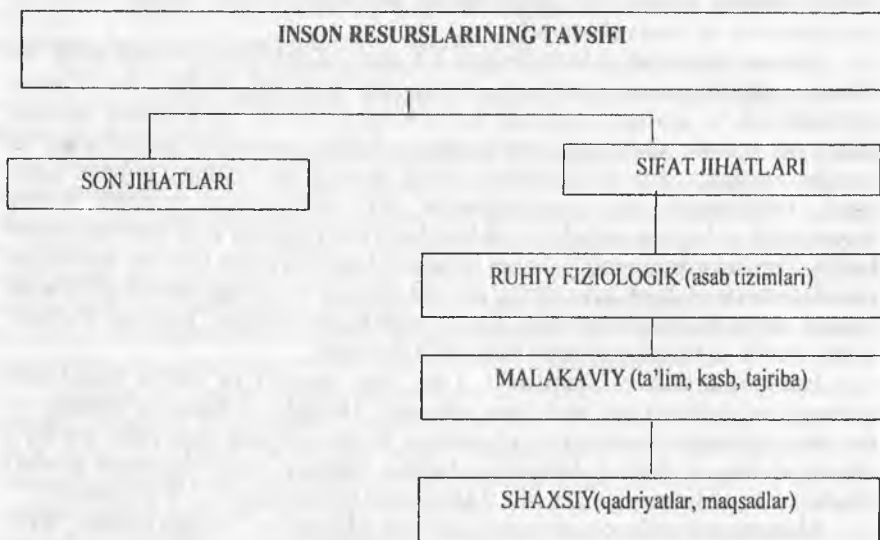 INSON RESURSLARINING TAVSIFI
SON JIHATLARI
SIFAT JIHATLARI
RUHIY FIZIOLOGIK (asab tizimlari)
MALAKAVIY (ta'lim, kasb, tajriba)
SHAXSIY(qadriyatlar, maqsadlar)